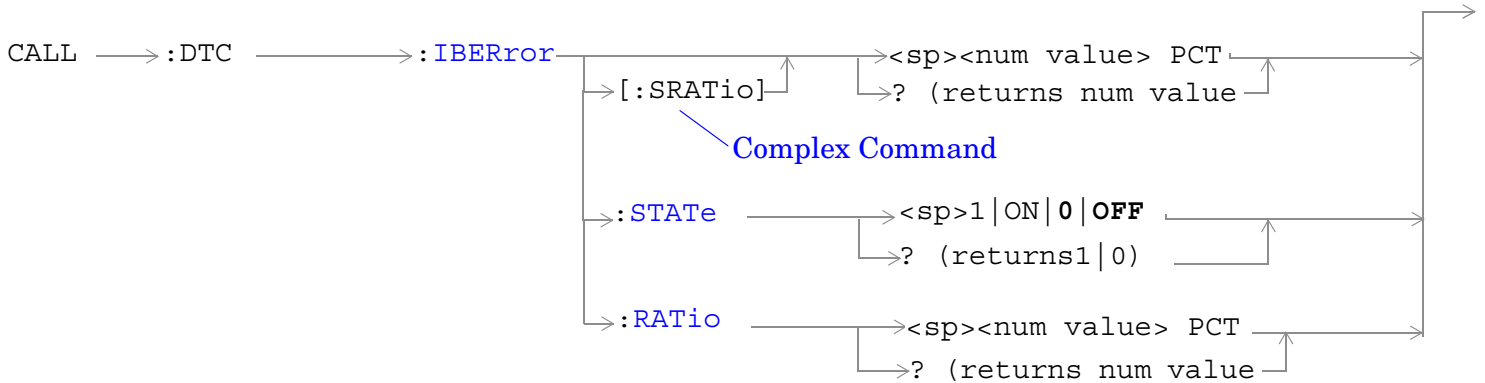 CALL :DTC :IBERror <sp><num value> PCT
[:SRATio] ? (returns num value
Complex Command
:STATe <sp>1|ON|0|OFF
? (returns1|0)
:RATio <sp><num value> PCT
? (returns num value